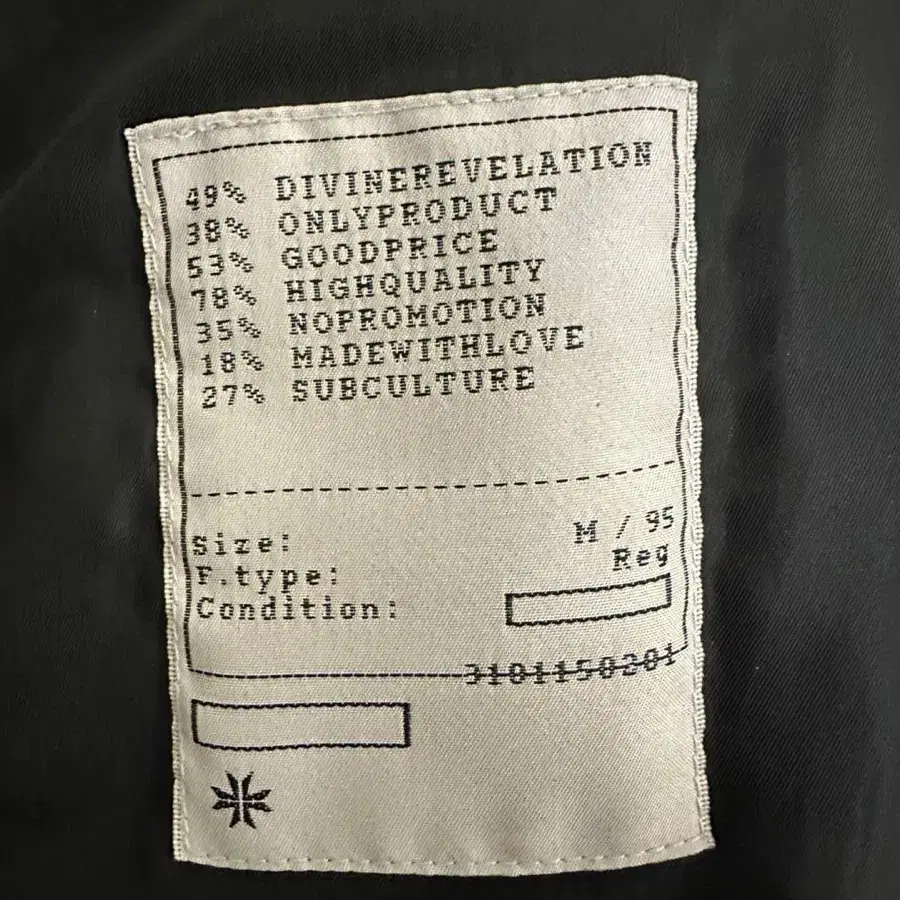 49% DIVINEREVELATION
38% ONLYPRODUCT
53% GOODPRICE
78% HIGHQUALITY
35% NOPROMOTION
18% MADEWITHLOVE
27% SUBCULTURE
Size: M / 95
F.type: Reg
Condition:
3101150301